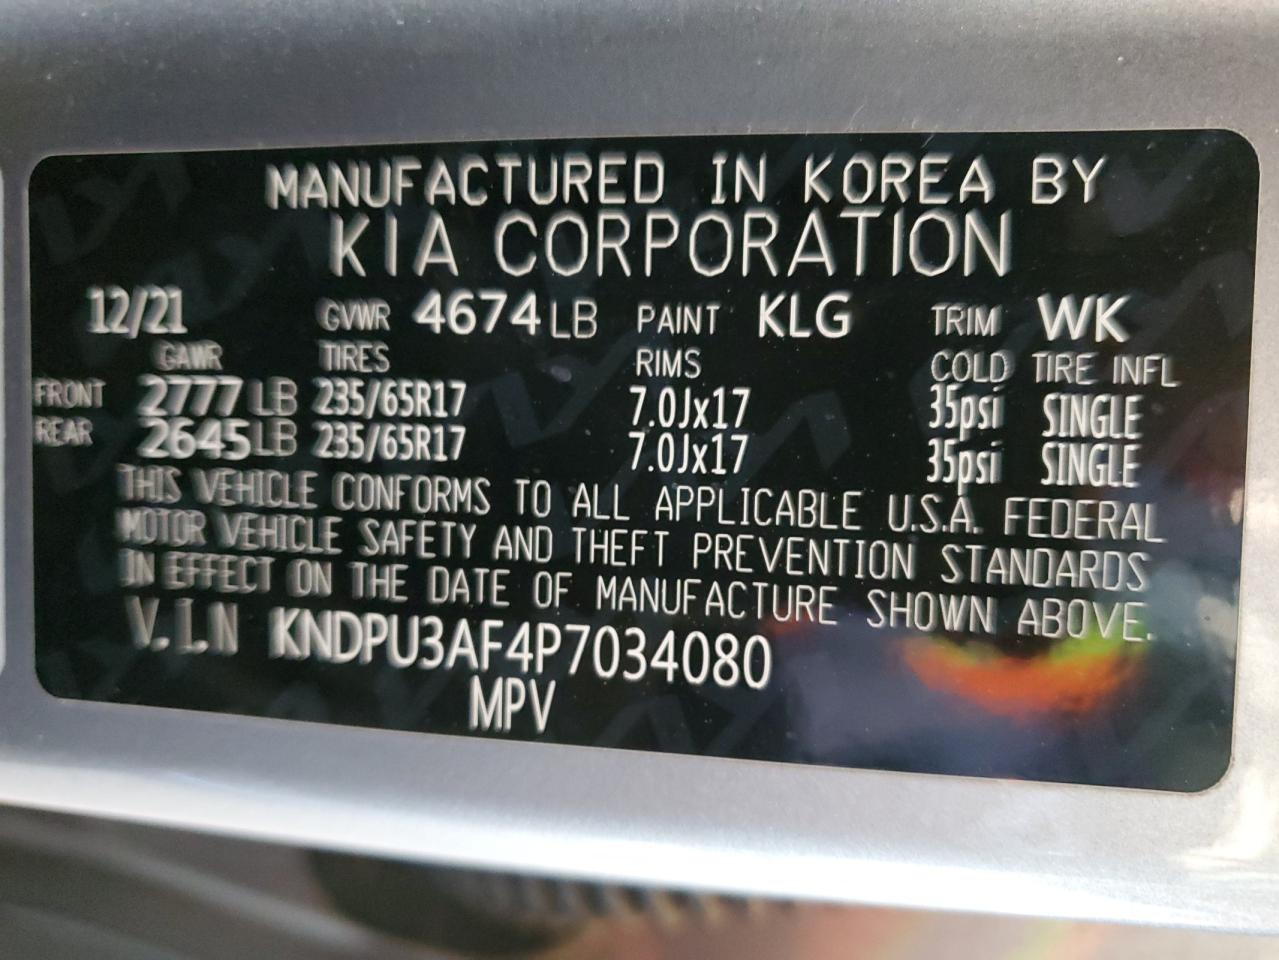 MANUFACTURED IN KOREA BY
KIA CORPORATION
12/21 GVWR 4674 LB PAINT KLG TRIM WK
GAWR TIRES RIMS COLD TIRE INFL
FRONT 2777 LB 235/65R17 7.0Jx17 35psi SINGLE
REAR 2645 LB 235/65R17 7.0Jx17 35psi SINGLE
THIS VEHICLE CONFORMS TO ALL APPLICABLE U.S.A. FEDERAL
MOTOR VEHICLE SAFETY AND THEFT PREVENTION STANDARDS
IN EFFECT ON THE DATE OF MANUFACTURE SHOWN ABOVE.
V.I.N KNDPU3AF4P7034080
MPV